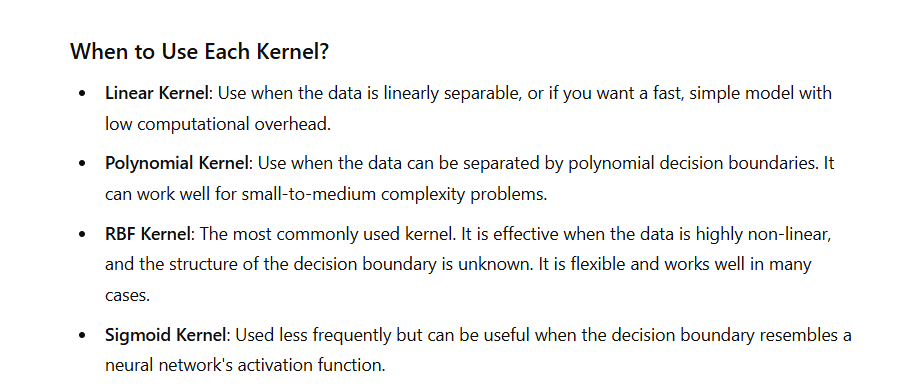 When to Use Each Kernel?
• Linear Kernel: Use when the data is linearly separable, or if you want a fast, simple model with
low computational overhead.
• Polynomial Kernel: Use when the data can be separated by polynomial decision boundaries. It
can work well for small-to-medium complexity problems.
• RBF Kernel: The most commonly used kernel. It is effective when the data is highly non-linear,
and the structure of the decision boundary is unknown. It is flexible and works well in many
cases.
• Sigmoid Kernel: Used less frequently but can be useful when the decision boundary resembles a
neural network's activation function.